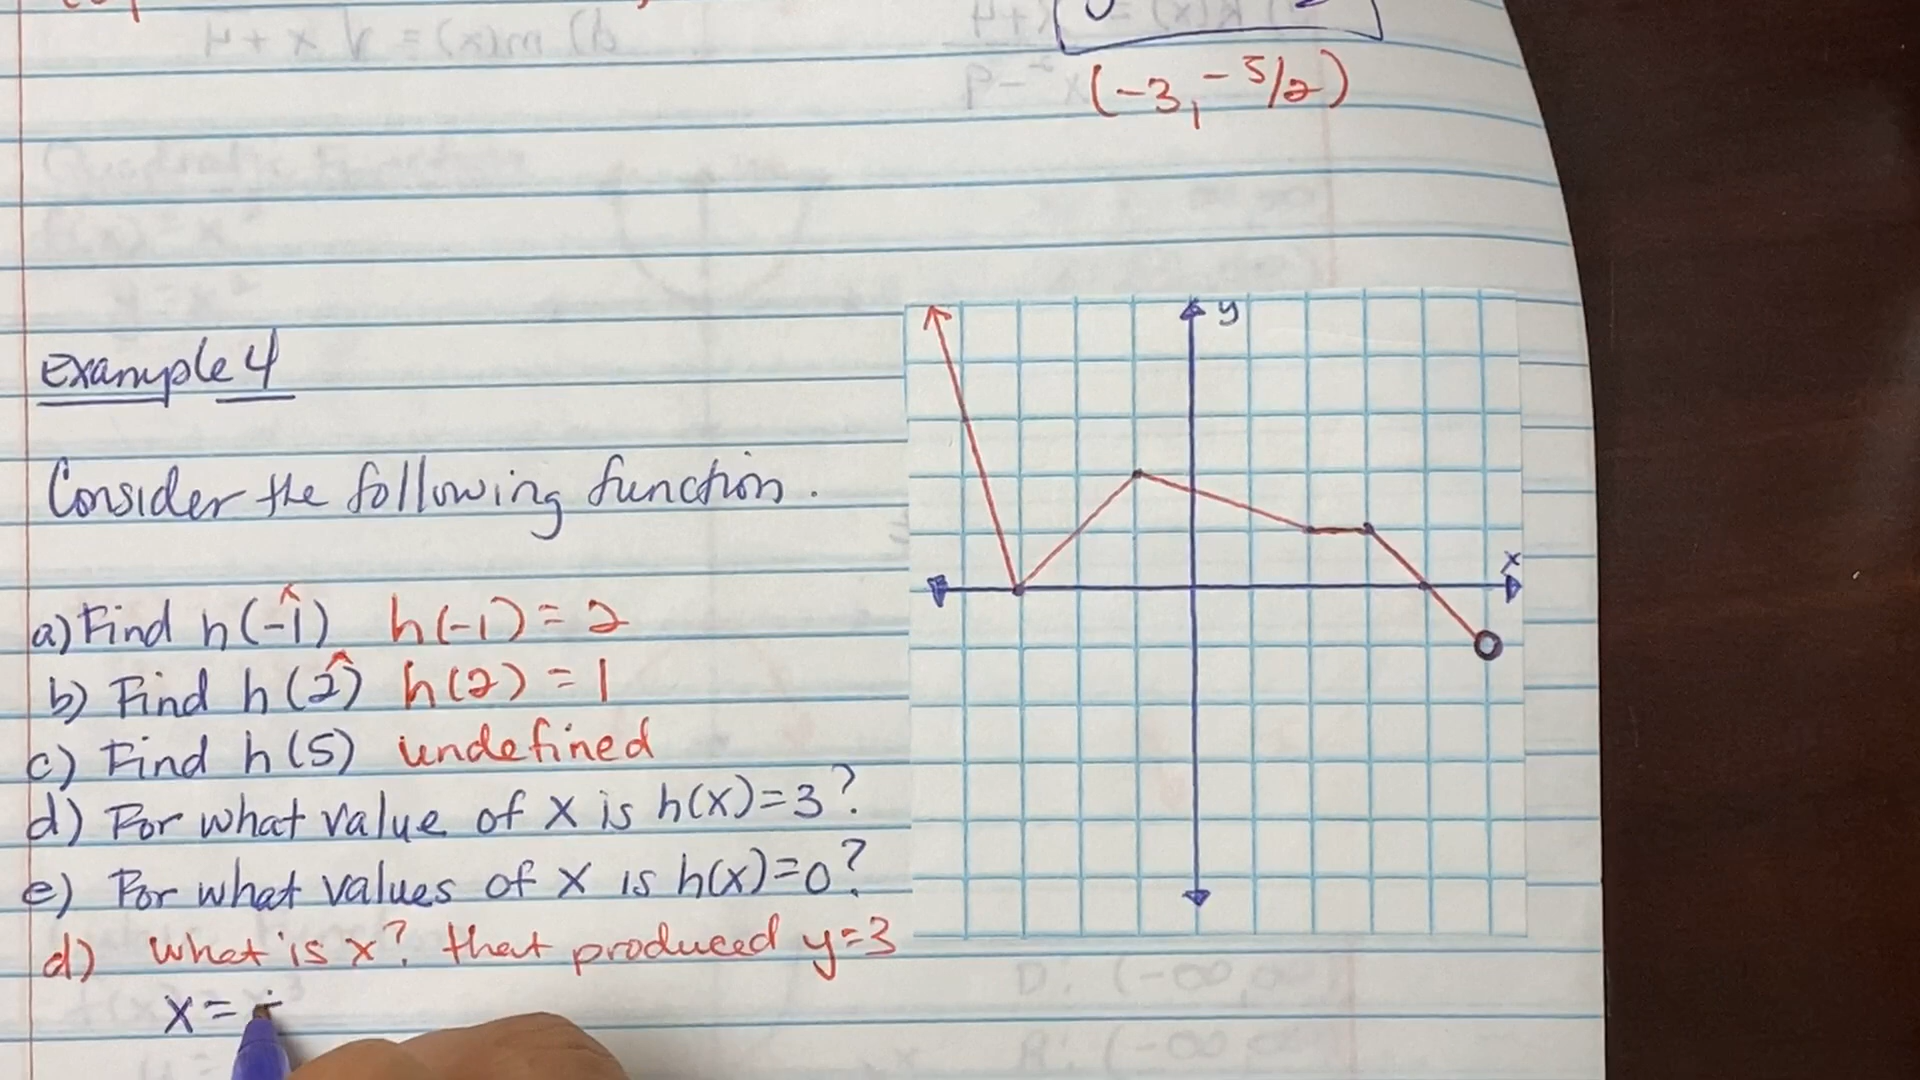 (-3, -5/2)
Example 4
Consider the following function.
y
x
a) Find h(-1) h(-1) = 2
b) Find h(2) h(2) = 1
c) Find h(5) undefined
d) For what value of x is h(x)=3?
e) For what values of x is h(x)=0?
d) What is x? that produced y=3
x =